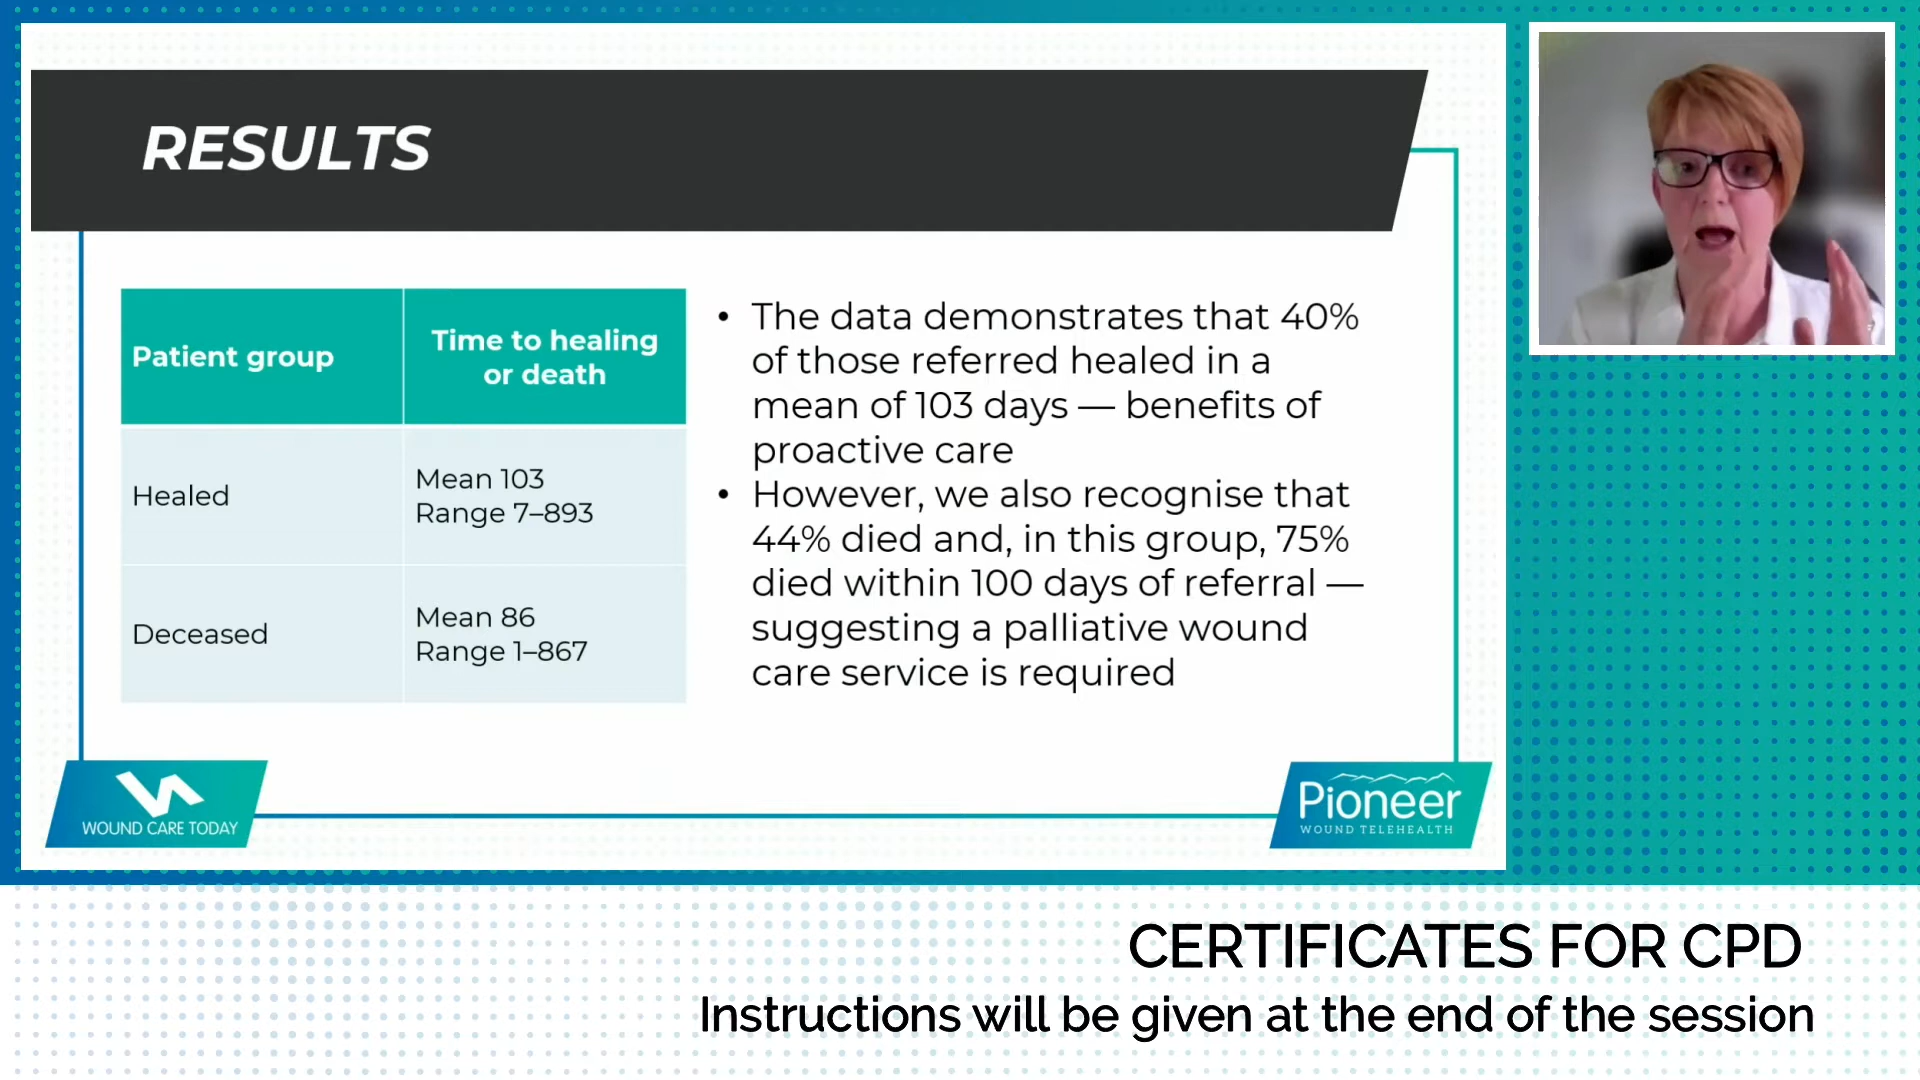 RESULTS
Patient group
Time to healing
or death
Healed
Mean 103
Range 7–893
Deceased
Mean 86
Range 1–867
• The data demonstrates that 40%
of those referred healed in a
mean of 103 days — benefits of
proactive care
• However, we also recognise that
44% died and, in this group, 75%
died within 100 days of referral —
suggesting a palliative wound
care service is required
WOUND CARE TODAY
Pioneer
WOUND TELEHEALTH
CERTIFICATES FOR CPD
Instructions will be given at the end of the session